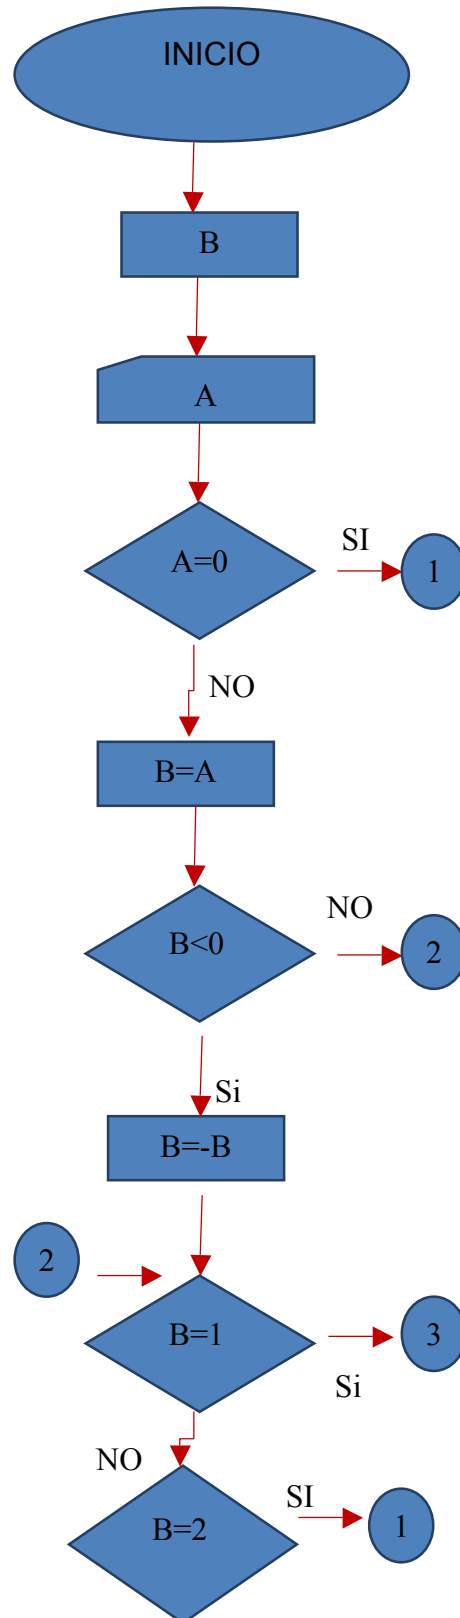 INICIO
B
A
A=0
SI
1
NO
B=A
B<0
NO
2
Si
B=-B
2
B=1
3
Si
NO
B=2
SI
1